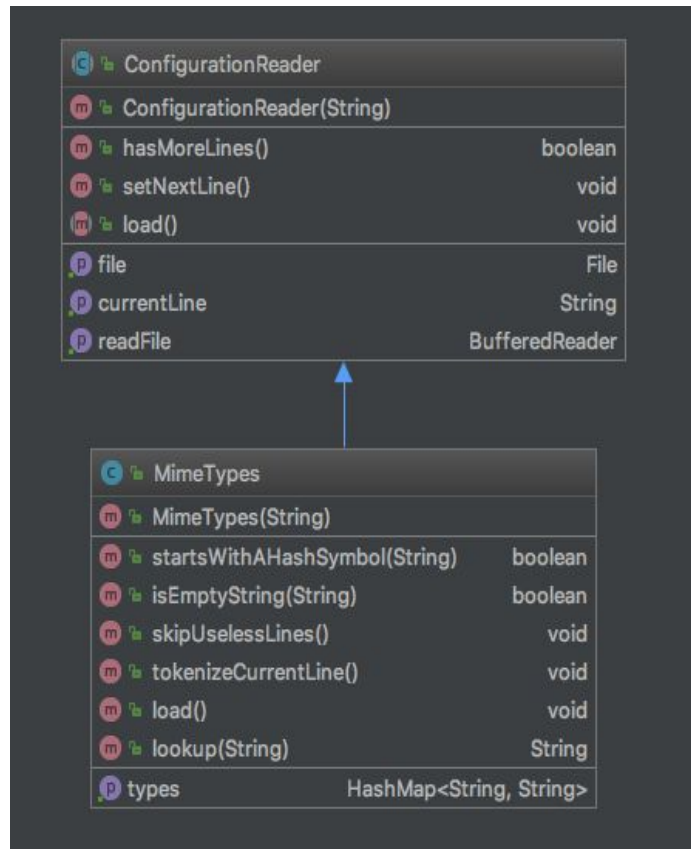 ConfigurationReader
ConfigurationReader(String)
hasMoreLines() boolean
setNextLine() void
load() void
file File
currentLine String
readFile BufferedReader
MimeTypes
MimeTypes(String)
startsWithAHashSymbol(String) boolean
isEmptyString(String) boolean
skipUselessLines() void
tokenizeCurrentLine() void
load() void
lookup(String) String
types HashMap<String, String>